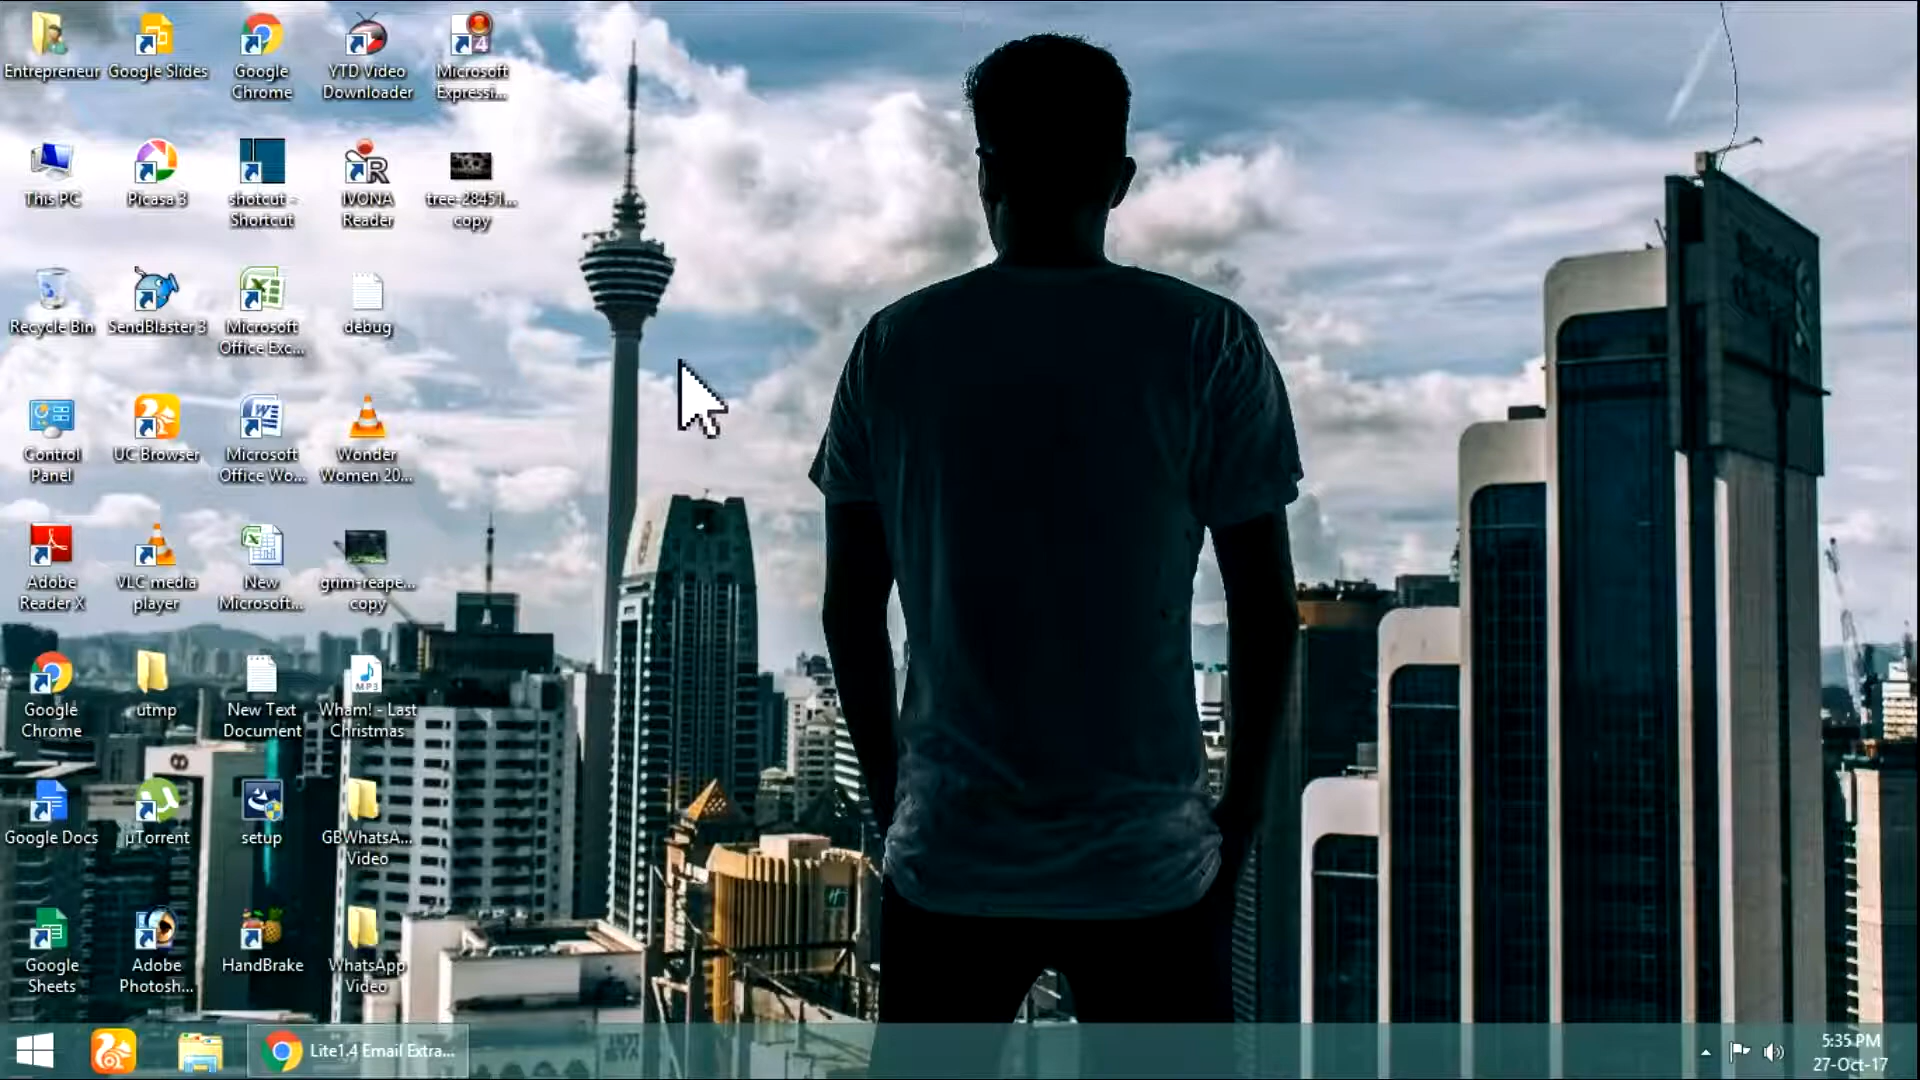 Entrepreneur
Google Slides
Google
Chrome
YTD Video
Downloader
Microsoft
Expressi...
This PC
Picasa 3
shotcut -
Shortcut
IVONA
Reader
tree-28451...
copy
Recycle Bin
SendBlaster 3
Microsoft
Office Exc...
debug
Control
Panel
UC Browser
Microsoft
Office Wo...
Wonder
Women 20...
Adobe
Reader X
VLC media
player
New
Microsoft...
grim-reape...
copy
Google
Chrome
utmp
New Text
Document
MP3
Wham! - Last
Christmas
Google Docs
µTorrent
setup
GBWhatsA...
Video
Google
Sheets
Adobe
Photosh...
HandBrake
WhatsApp
Video
Lite1.4 Email Extra...
5:35 PM
27-Oct-17